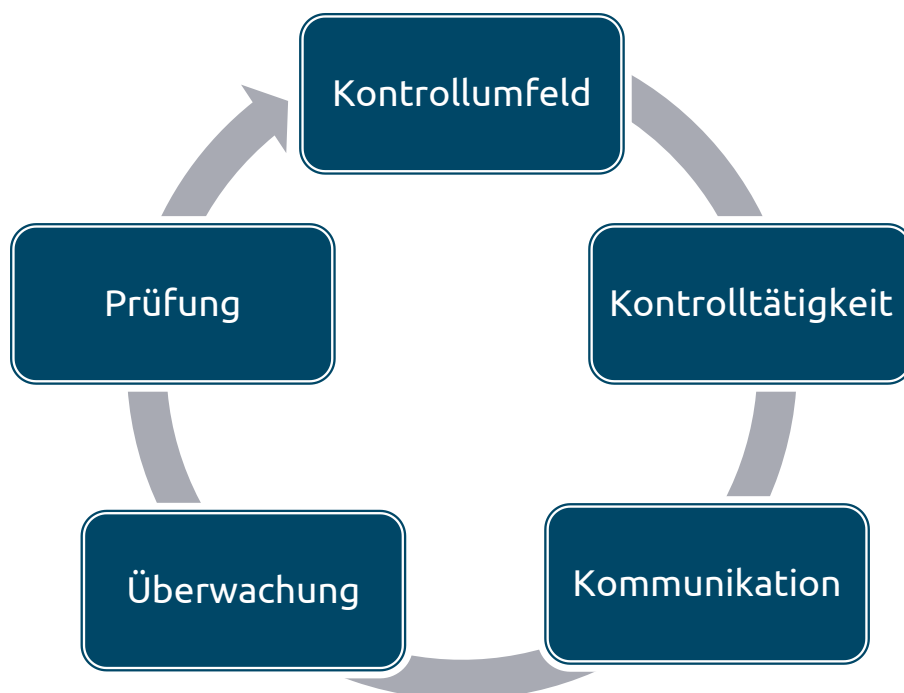 Kontrollumfeld
Kontrolltätigkeit
Kommunikation
Überwachung
Prüfung